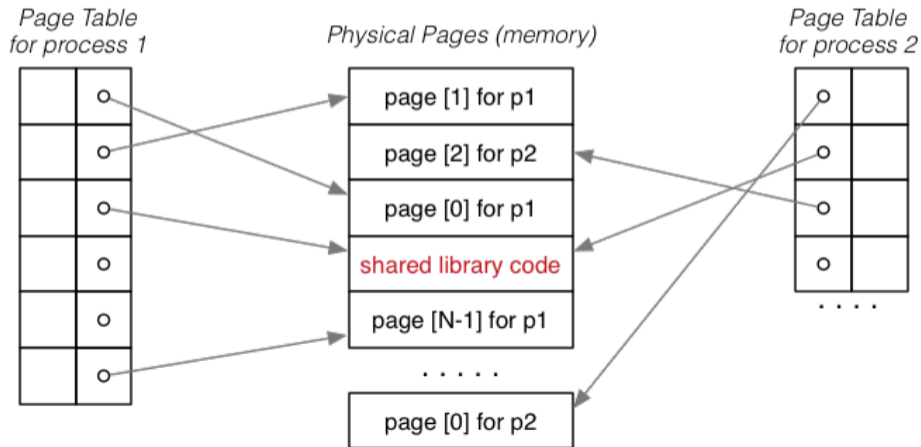 Page Table
for process 1
Physical Pages (memory)
Page Table
for process 2
page [1] for p1
page [2] for p2
page [0] for p1
shared library code
page [N-1] for p1
. . . . .
page [0] for p2
. . . .